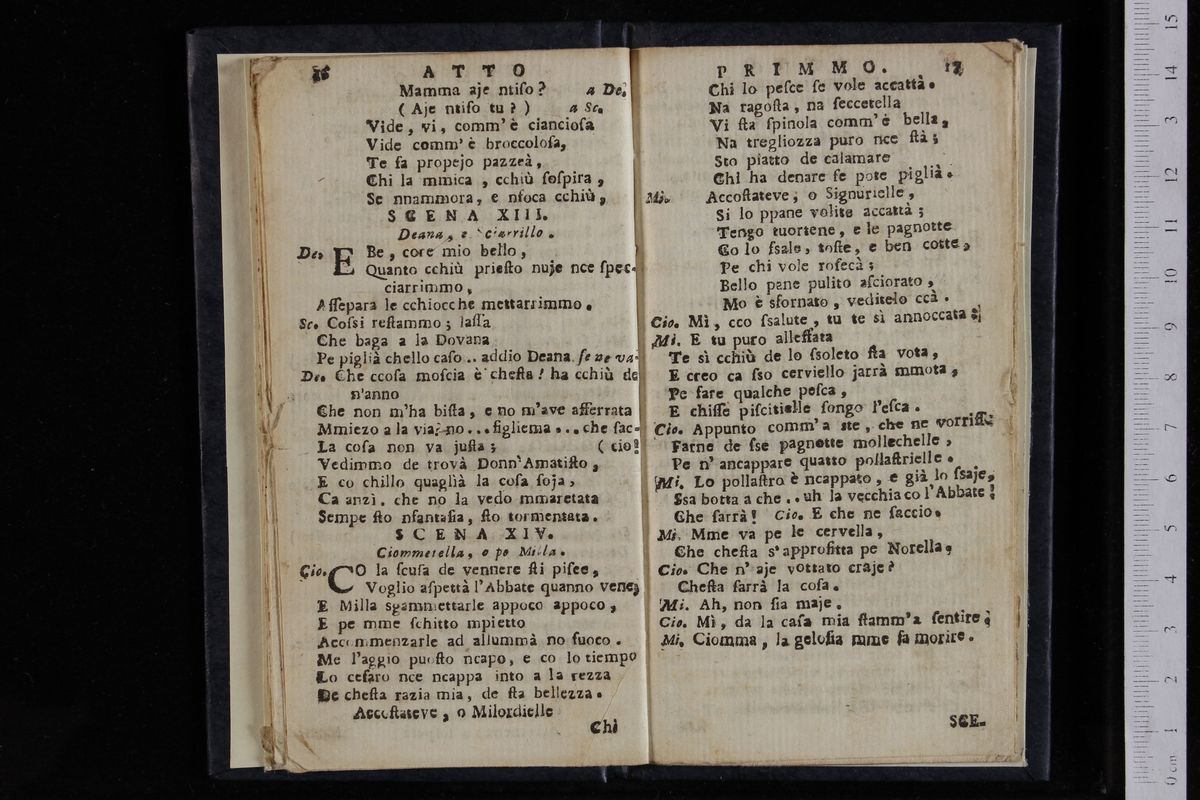 16 ATTO
Mamma aje ntiso? a De.
( Aje ntiso tu? ) a Sc.
Vide, vi, comm' è cianciosa
Vide comm' è broccolosa,
Te fa propejo pazzeà,
Chi la mmica, cchiù sospira,
Se nnammora, e nfoca cchiù,
SCENA XIII.
Deana, e Sciarrillo.
De. EBe, core mio bello,
Quanto cchiù priesto nuje nce spec-
ciarrimmo,
Assepara le cchiocche mettarrimmo.
Sc. Cossì restammo; lassa
Che baga a la Dovana
Pe piglià chello caso .. addio Deana. se ne va.
De. Che ccosa moscia è chesta! ha cchiù de
n'anno
Che non m'ha bista, e no m'ave afferrata
Mmiezo a la via; no... figliema... che fac-
La cosa non va justa; ( cio?
Vedimmo de trovà Donn' Amatisto,
E co chillo quaglià la cosa soja,
Ca anzì, che no la vedo mmaretata
Sempe sto nfantasia, sto tormentata.
SCENA XIV.
Ciommetella, e po Milla.
Cio. CO la scusa de vennere sti pisce,
Voglio aspettà l'Abbate quanno vene;
E Milla sgammettarle appoco appoco,
E pe mme schitto mpietto
Accommenzarle ad allummà no fuoco.
Me l'aggio puosto ncapo, e co lo tiempo
Lo cesaro nce ncappa into a la rezza
De chesta razia mia, de sta bellezza.
Accostateve, o Milordielle
Chi
PRIMMO. 17
Chi lo pesce se vole accattà.
Na ragosta, na seccetella
Vi sta spinola comm' è bella,
Na tregliozza puro nce stà;
Sto piatto de calamare
Chi ha denare se pote piglià.
Mi. Accostateve, o Signurielle,
Si lo ppane volite accattà;
Tengo tuortene, e le pagnotte
Co lo ssale, toste, e ben cotte,
Pe chi vole rosecà;
Bello pane pulito asciorato,
Mo è sfornato, veditelo ccà.
Cio. Mì, cco ssalute, tu te sì annoccata!
Mi. E tu puro alleffata
Te sì cchiù de lo ssoleto sta vota,
E creo ca sso cerviello jarrà mmota,
Pe fare qualche pesca,
E chisse piscitielle songo l'esca.
Cio. Appunto comm' a tte, che ne vorrisse
Farne de sse pagnotte mollechelle,
Pe n' ancappare quatto pollastrielle.
Mi. Lo pollastro è ncappato, e già lo ssaje,
Ssa botta a che .. uh la vecchia co l'Abbate!
Che sarrà! Cio. E che ne saccio.
Mi. Mme va pe le cervella,
Che chesta s' approfitta pe Norella,
Cio. Che n' aje vottato craje?
Chesta sarrà la cosa.
Mi. Ah, non sia maje.
Cio. Mì, da la casa mia stamm' a sentire;
Mi. Ciomma, la gelosia mme fa morire.
SCE-